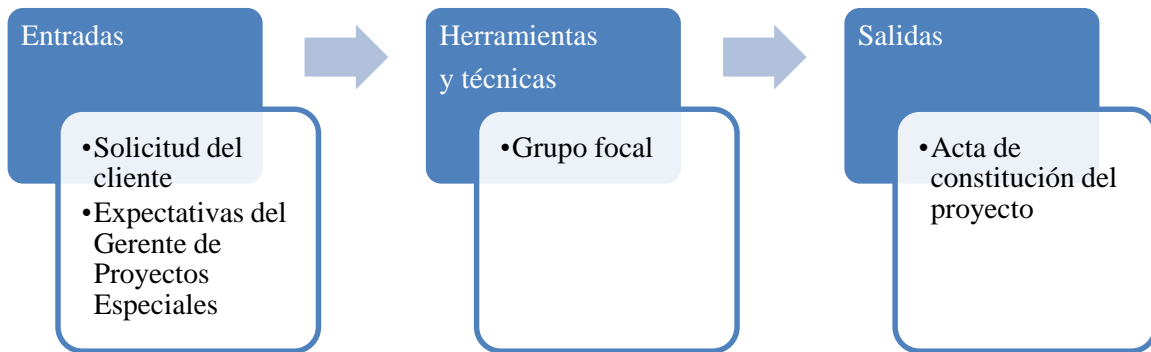 Entradas
•Solicitud del
cliente
•Expectativas del
Gerente de
Proyectos
Especiales
Herramientas
y técnicas
•Grupo focal
Salidas
•Acta de
constitución del
proyecto